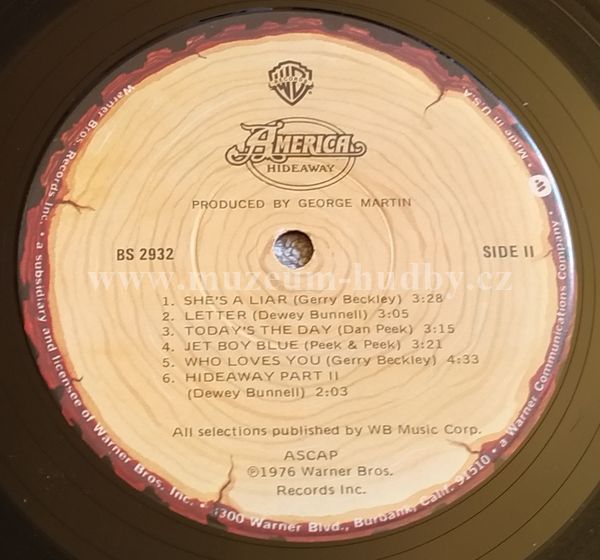 WB
RECORDS
®
AMERICA
HIDEAWAY
PRODUCED BY GEORGE MARTIN
BS 2932
SIDE II
www.muzeum-hudby.cz
1. SHE'S A LIAR (Gerry Beckley) 3:28
2. LETTER (Dewey Bunnell) 3:05
3. TODAY'S THE DAY (Dan Peek) 3:15
4. JET BOY BLUE (Peek & Peek) 3:21
5. WHO LOVES YOU (Gerry Beckley) 4:33
6. HIDEAWAY PART II
(Dewey Bunnell) 2:03
All selections published by WB Music Corp.
ASCAP
℗1976 Warner Bros.
Records Inc.
Warner Bros. Records Inc. • a subsidiary and licensee of Warner Bros. Inc. • 3300 Warner Blvd., Burbank, Calif. 91510 • a Warner Communications Company • Made in U.S.A.